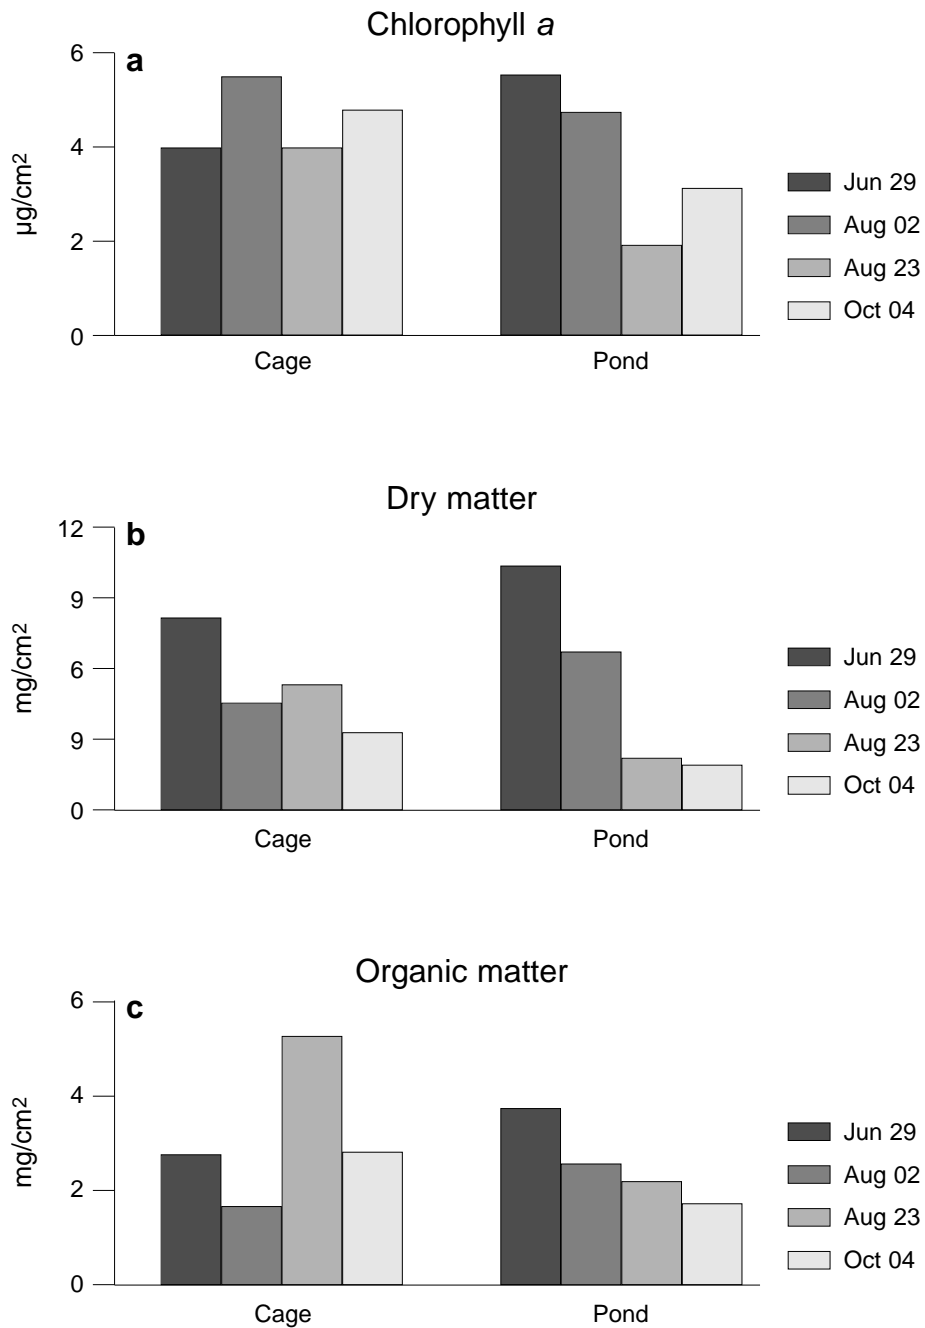 Chlorophyll a
a
µg/cm²
6
4
2
0
Cage
Pond
Jun 29
Aug 02
Aug 23
Oct 04
Dry matter
b
mg/cm²
12
9
6
9
0
Cage
Pond
Jun 29
Aug 02
Aug 23
Oct 04
Organic matter
c
mg/cm²
6
4
2
0
Cage
Pond
Jun 29
Aug 02
Aug 23
Oct 04